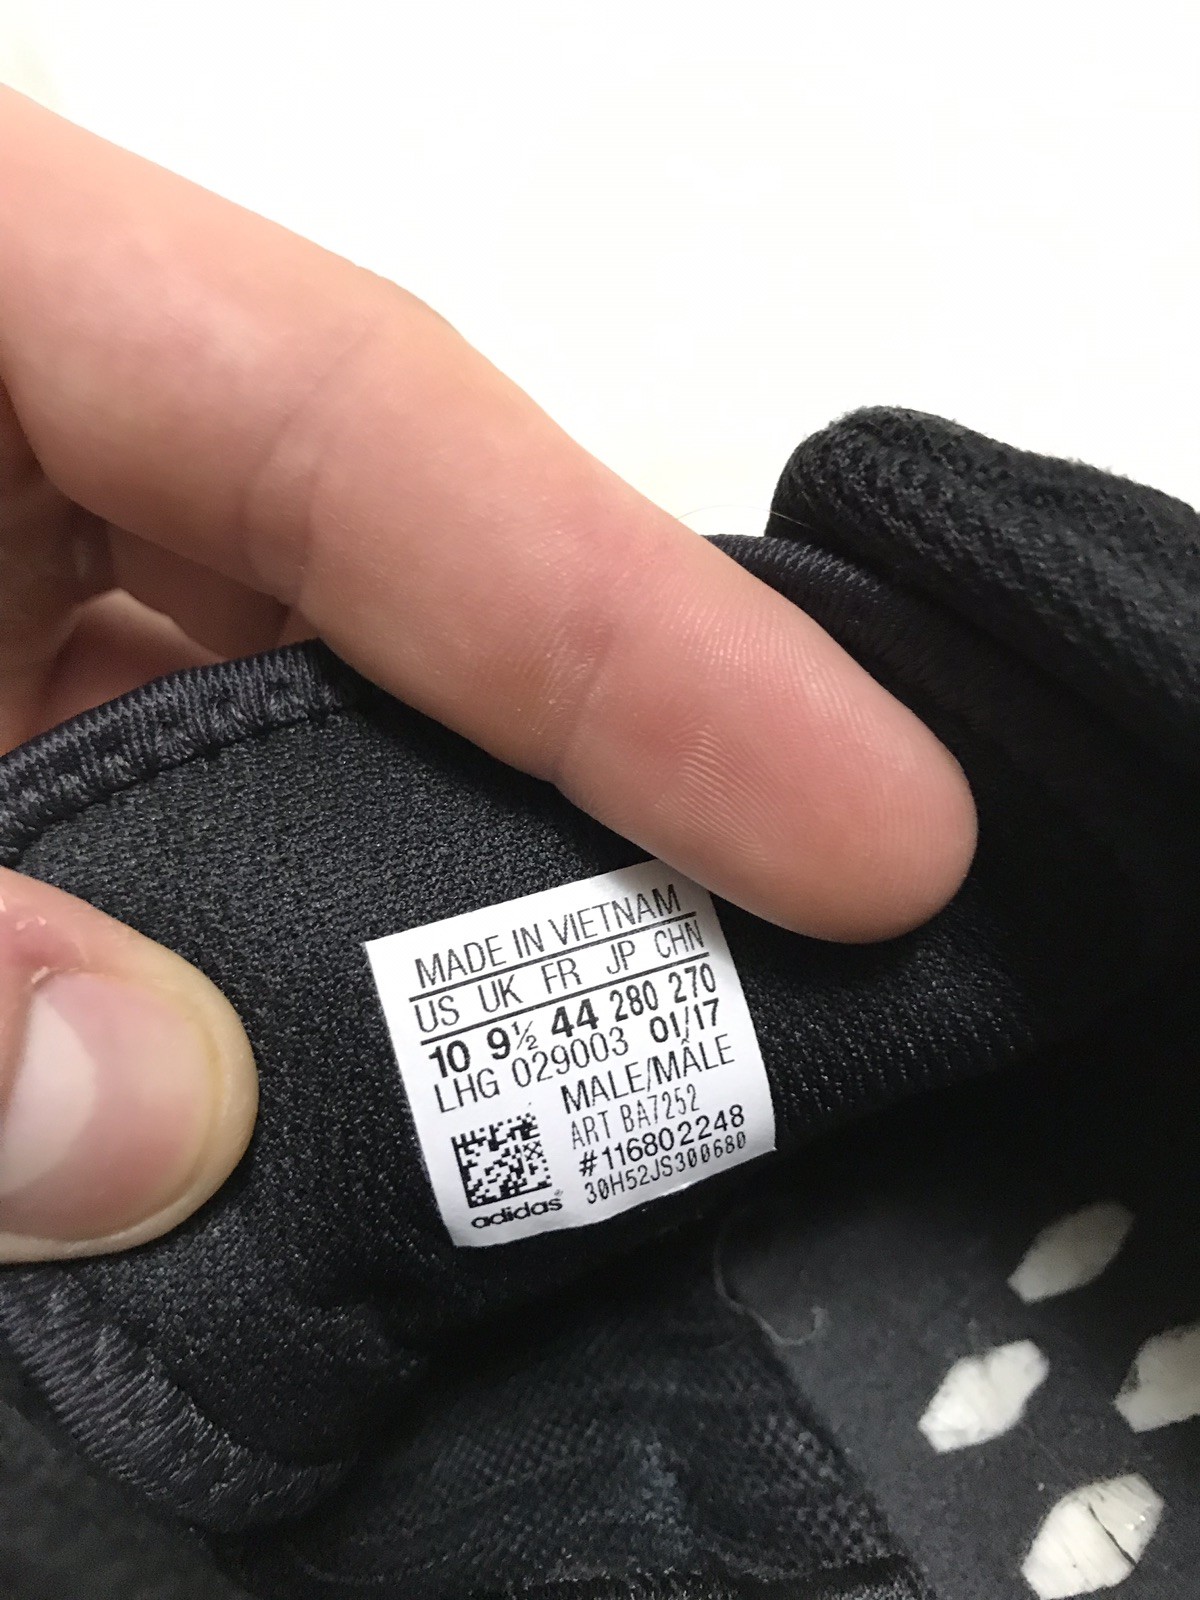 MADE IN VIETNAM
US UK FR JP CHN
10 9½ 44 280 270
LHG 029003 01/17
MALE/MÂLE
ART BA7252
#116802248
30H52JS300680
adidas®